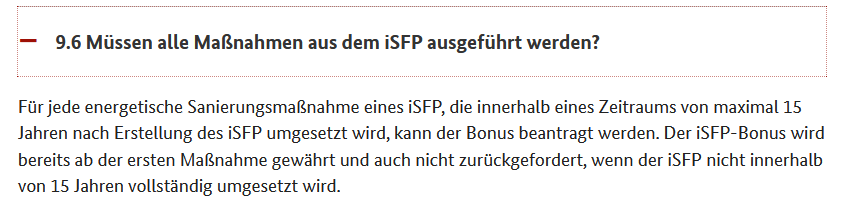 9.6 Müssen alle Maßnahmen aus dem iSFP ausgeführt werden?
Für jede energetische Sanierungsmaßnahme eines iSFP, die innerhalb eines Zeitraums von maximal 15
Jahren nach Erstellung des iSFP umgesetzt wird, kann der Bonus beantragt werden. Der iSFP-Bonus wird
bereits ab der ersten Maßnahme gewährt und auch nicht zurückgefordert, wenn der iSFP nicht innerhalb
von 15 Jahren vollständig umgesetzt wird.